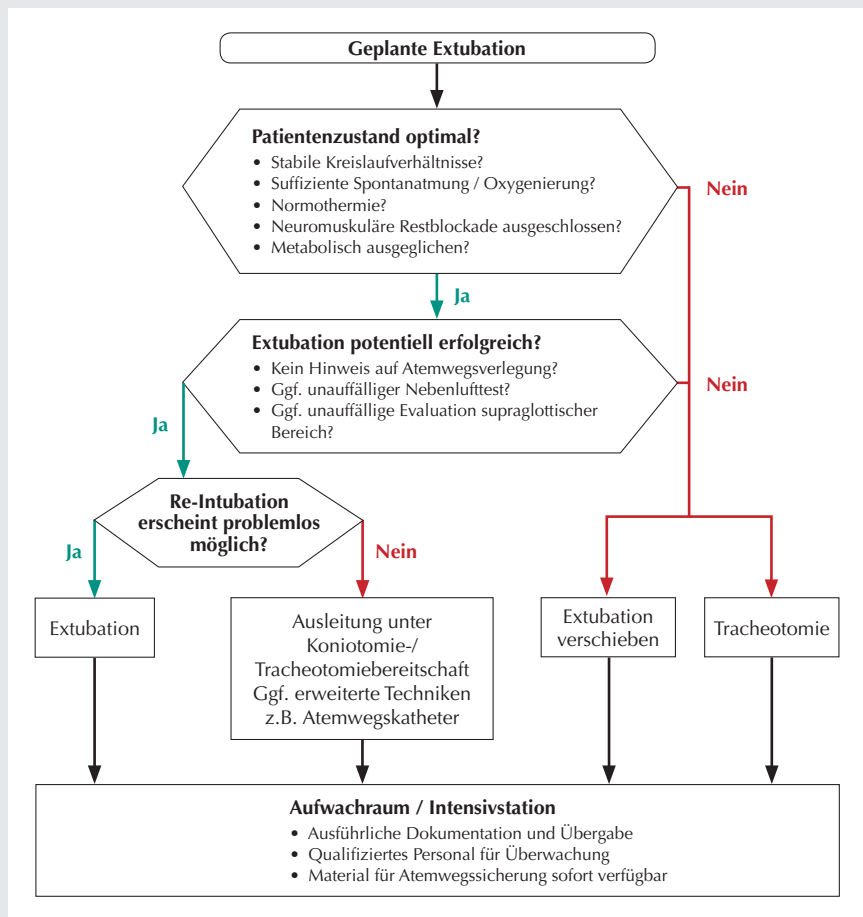 Geplante Extubation
Patientenzustand optimal?
• Stabile Kreislaufverhältnisse?
• Suffiziente Spontanatmung / Oxygenierung?
• Normothermie?
• Neuromuskuläre Restblockade ausgeschlossen?
• Metabolisch ausgeglichen?
Nein
Ja
Extubation potentiell erfolgreich?
• Kein Hinweis auf Atemwegsverlegung?
• Ggf. unauffälliger Nebenlufttest?
• Ggf. unauffällige Evaluation supraglottischer
Bereich?
Nein
Ja
Re-Intubation
erscheint problemlos
möglich?
Ja
Nein
Extubation
Ausleitung unter
Koniotomie-/
Tracheotomiebereitschaft
Ggf. erweiterte Techniken
z.B. Atemwegskatheter
Extubation
verschieben
Tracheotomie
Aufwachraum / Intensivstation
• Ausführliche Dokumentation und Übergabe
• Qualifiziertes Personal für Überwachung
• Material für Atemwegssicherung sofort verfügbar